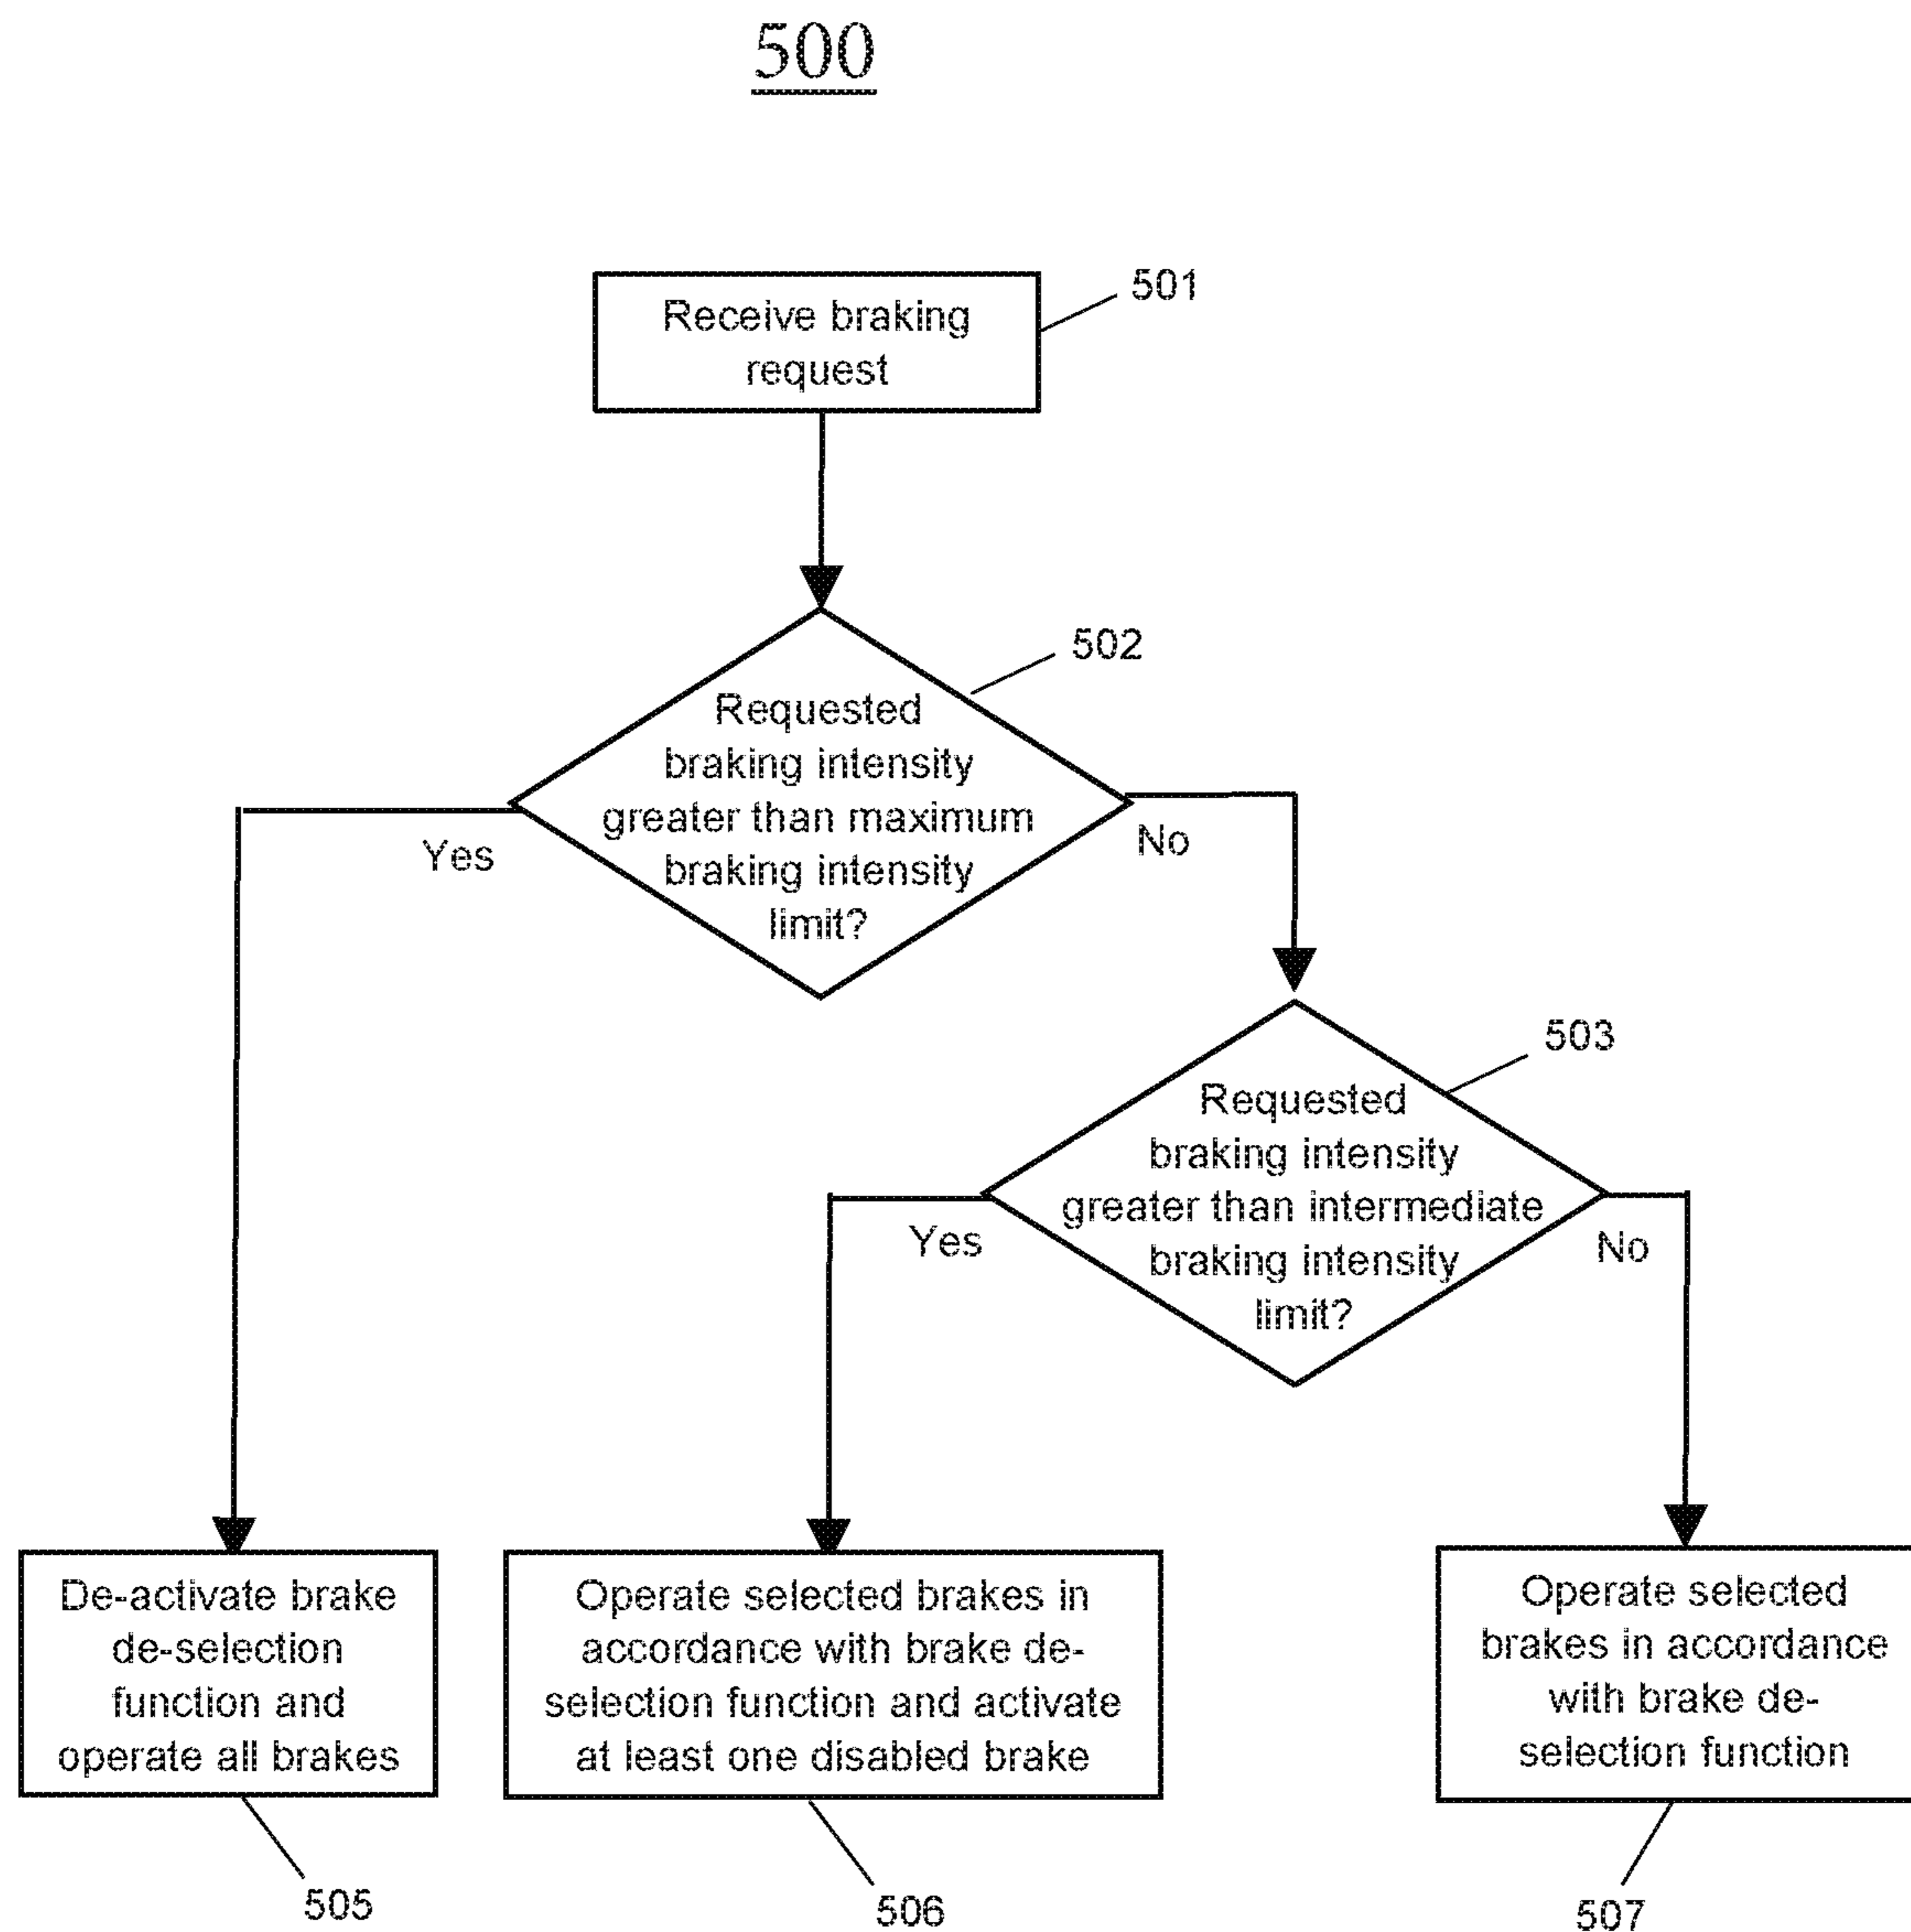 500
Receive braking
request
501
502
Requested
braking intensity
greater than maximum
braking intensity
limit?
Yes
No
503
Requested
braking intensity
greater than intermediate
braking intensity
limit?
Yes
No
De-activate brake
de-selection
function and
operate all brakes
Operate selected brakes in
accordance with brake de-
selection function and activate
at least one disabled brake
Operate selected
brakes in accordance
with brake de-
selection function
505
506
507